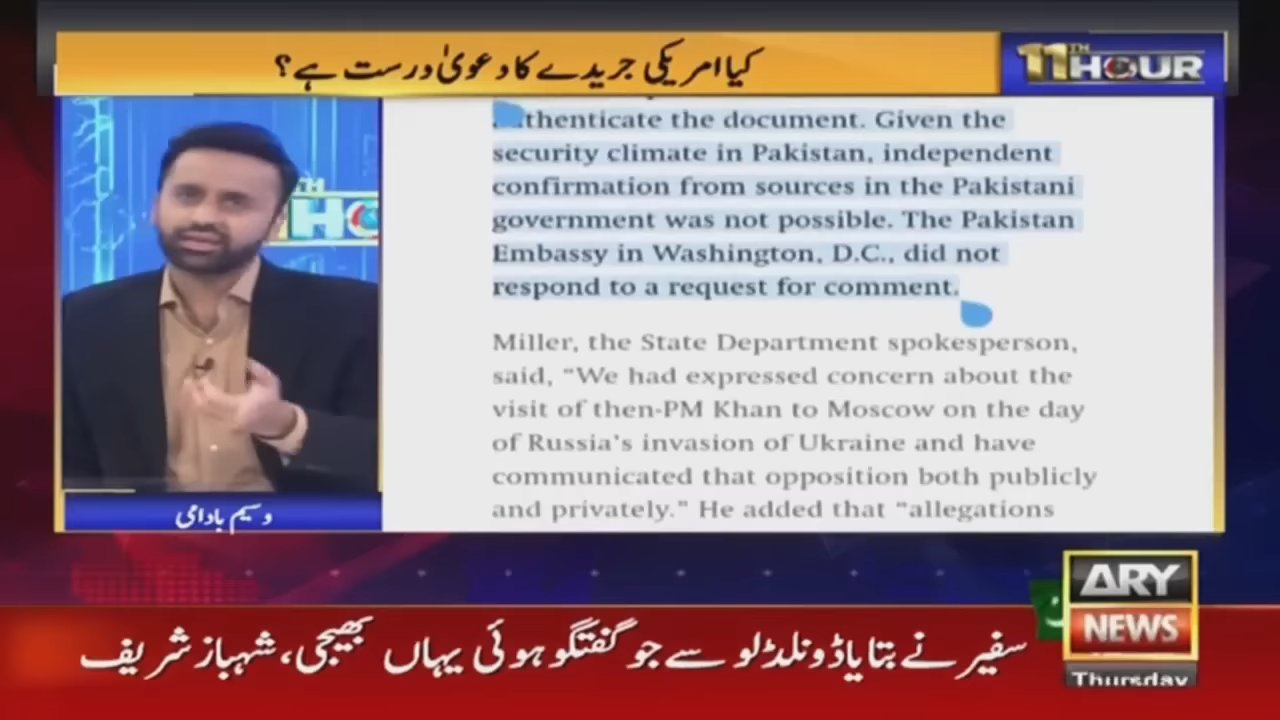 کیا امریکی جریدے کا دعویٰ درست ہے؟
11TH HOUR
authenticate the document. Given the
security climate in Pakistan, independent
confirmation from sources in the Pakistani
government was not possible. The Pakistan
Embassy in Washington, D.C., did not
respond to a request for comment.
Miller, the State Department spokesperson,
said, “We had expressed concern about the
visit of then-PM Khan to Moscow on the day
of Russia’s invasion of Ukraine and have
communicated that opposition both publicly
and privately.” He added that “allegations
TH
HO
وسیم بادامی
ARY
NEWS
Thursday
سفیر نے بتایا ڈونلڈ لو سے جو گفتگو ہوئی یہاں بھیجی، شہباز شریف